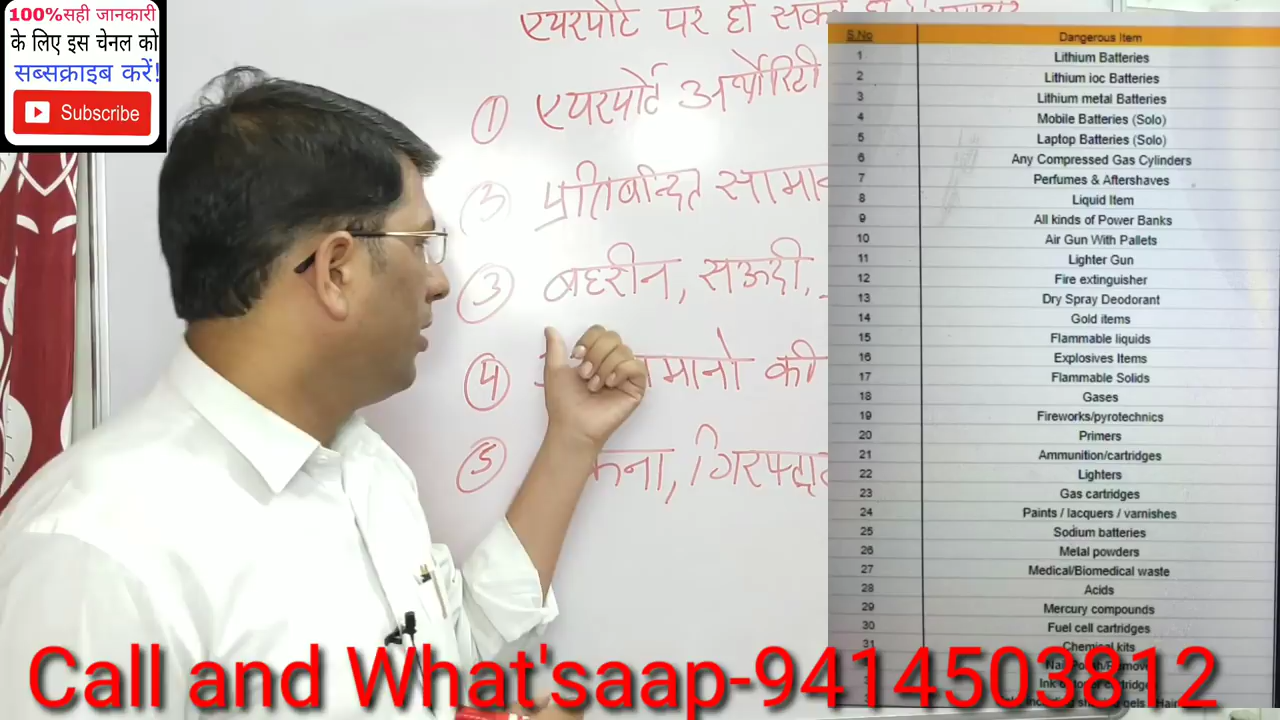 100%सही जानकारी
के लिए इस चेनल को
सब्सक्राइब करें!
Subscribe
एयरपोर्ट पर हो
① एयरपोर्ट अर्थोरिटी
②
③ बहरीन, सऊदी,
④ की
⑤
S.No Dangerous Item
1 Lithium Batteries
2 Lithium ioc Batteries
3 Lithium metal Batteries
4 Mobile Batteries (Solo)
5 Laptop Batteries (Solo)
6 Any Compressed Gas Cylinders
7 Perfumes & Aftershaves
8 Liquid Item
9 All kinds of Power Banks
10 Air Gun With Pallets
11 Lighter Gun
12 Fire extinguisher
13 Dry Spray Deodorant
14 Gold items
15 Flammable liquids
16 Explosives Items
17 Flammable Solids
18 Gases
19 Fireworks/pyrotechnics
20 Primers
21 Ammunition/cartridges
22 Lighters
23 Gas cartridges
24 Paints / lacquers / varnishes
25 Sodium batteries
26 Metal powders
27 Medical/Biomedical waste
28 Acids
29 Mercury compounds
30 Fuel cell cartridges
31 Chemical kits
Call and What'saap-9414503812